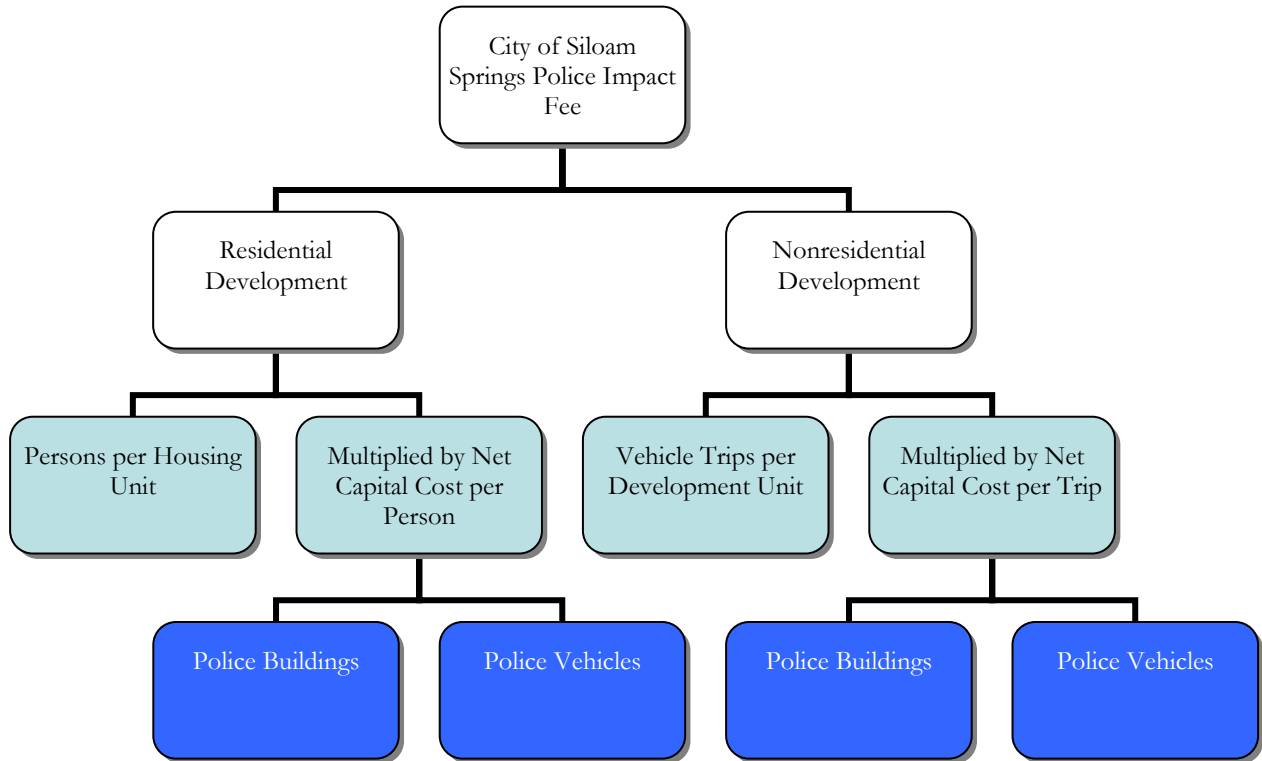 City of Siloam
Springs Police Impact
Fee
Residential
Development
Nonresidential
Development
Persons per Housing
Unit
Multiplied by Net
Capital Cost per
Person
Vehicle Trips per
Development Unit
Multiplied by Net
Capital Cost per Trip
Police Buildings
Police Vehicles
Police Buildings
Police Vehicles